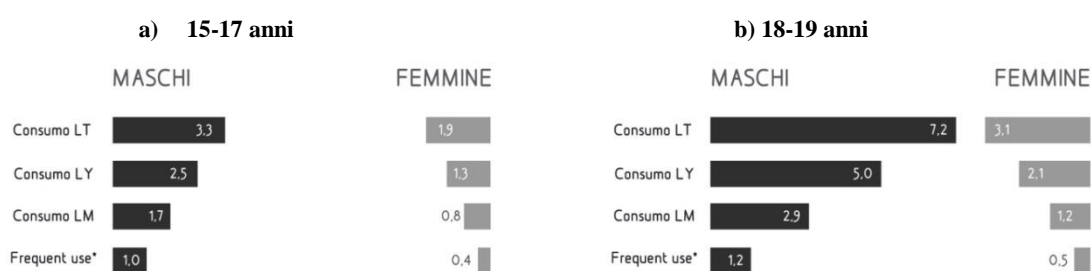 a) 15-17 anni
MASCHI FEMMINE
Consumo LT 3,3 1,9
Consumo LY 2,5 1,3
Consumo LM 1,7 0,8
Frequent use* 1,0 0,4
b) 18-19 anni
MASCHI FEMMINE
Consumo LT 7,2 3,1
Consumo LY 5,0 2,1
Consumo LM 2,9 1,2
Frequent use* 1,2 0,5